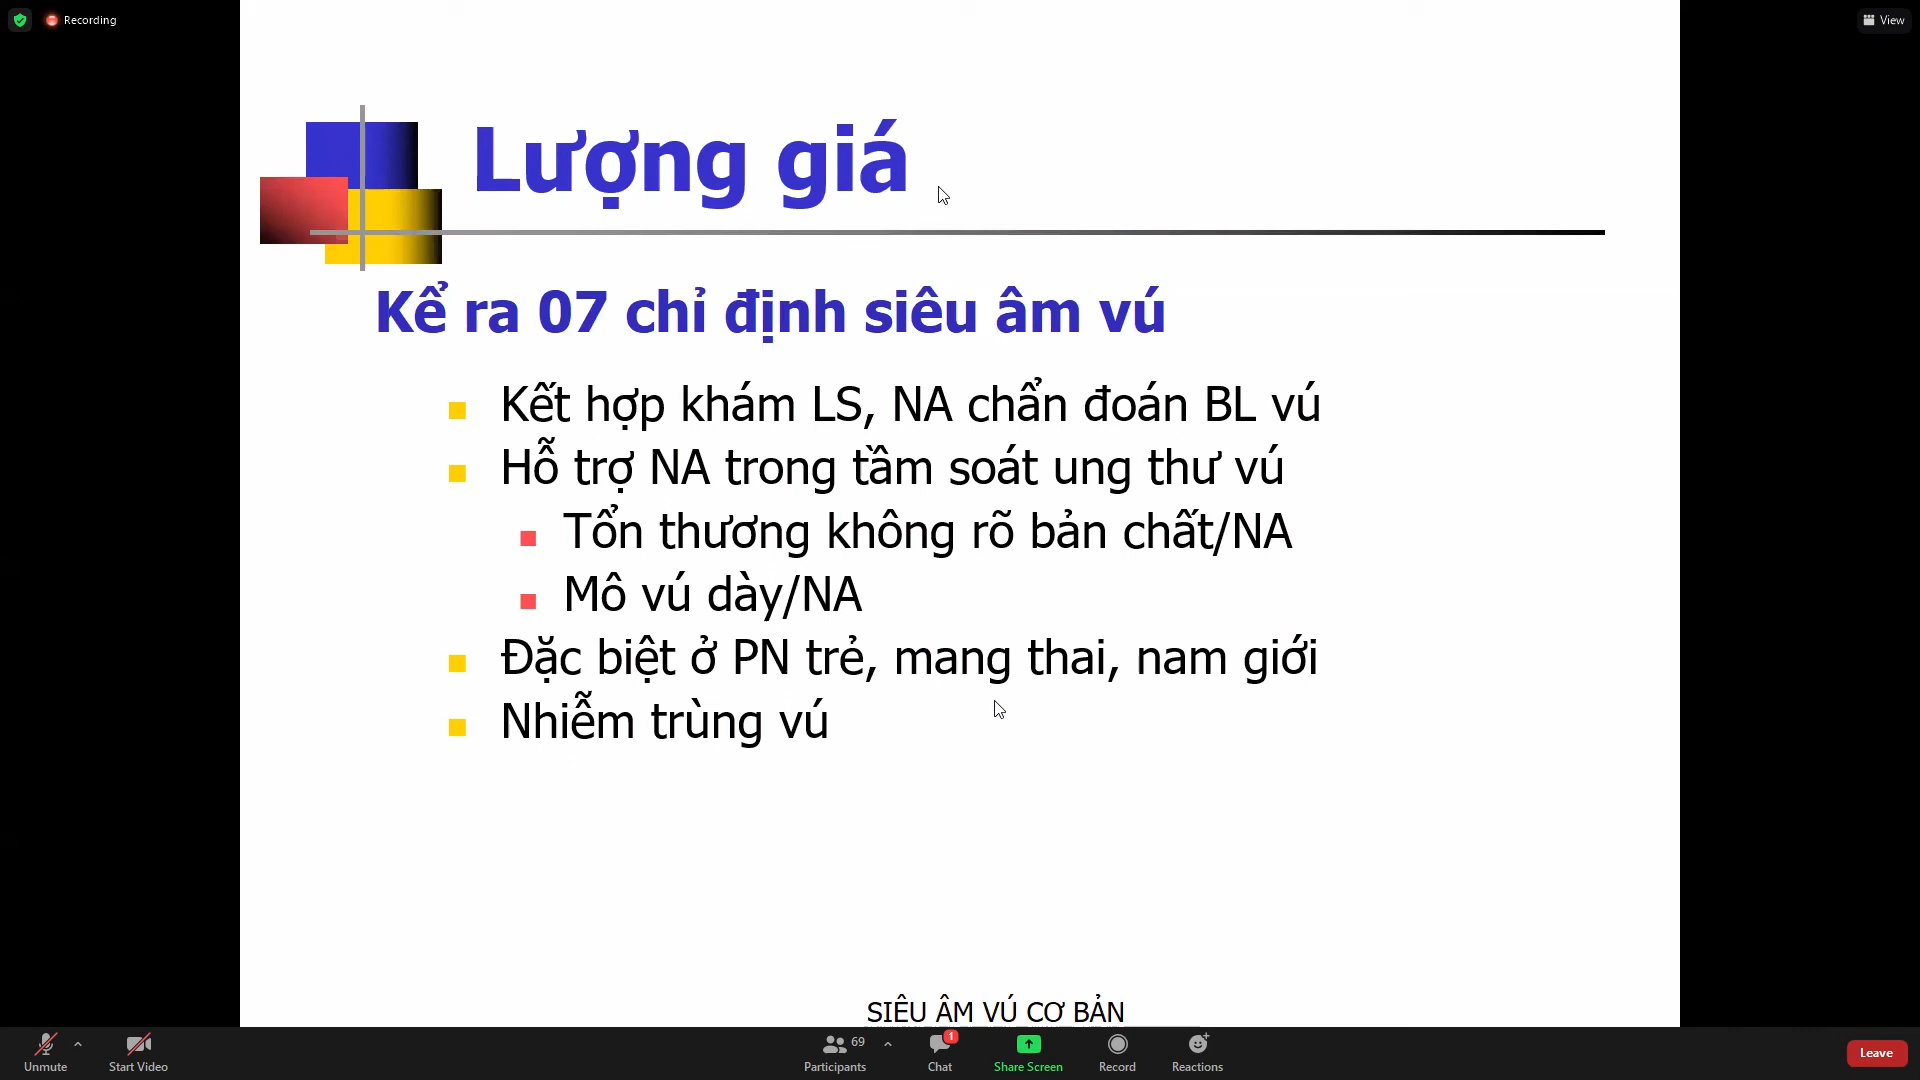 Recording
View
Lượng giá
Kể ra 07 chỉ định siêu âm vú
Kết hợp khám LS, NA chẩn đoán BL vú
Hỗ trợ NA trong tầm soát ung thư vú
Tổn thương không rõ bản chất/NA
Mô vú dày/NA
Đặc biệt ở PN trẻ, mang thai, nam giới
Nhiễm trùng vú
SIÊU ÂM VÚ CƠ BẢN
69
1
Unmute
Start Video
Participants
Chat
Share Screen
Record
Reactions
Leave